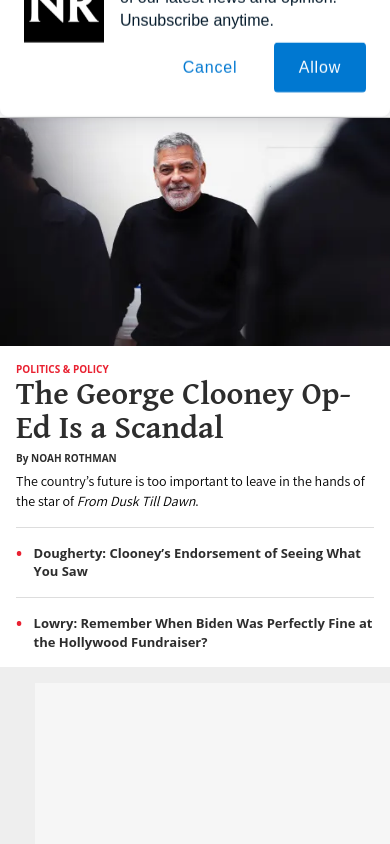 NR
of our latest news and opinion.
Unsubscribe anytime.
Cancel
Allow
POLITICS & POLICY
The George Clooney Op-
Ed Is a Scandal
By NOAH ROTHMAN
The country’s future is too important to leave in the hands of
the star of From Dusk Till Dawn.
Dougherty: Clooney’s Endorsement of Seeing What
You Saw
Lowry: Remember When Biden Was Perfectly Fine at
the Hollywood Fundraiser?